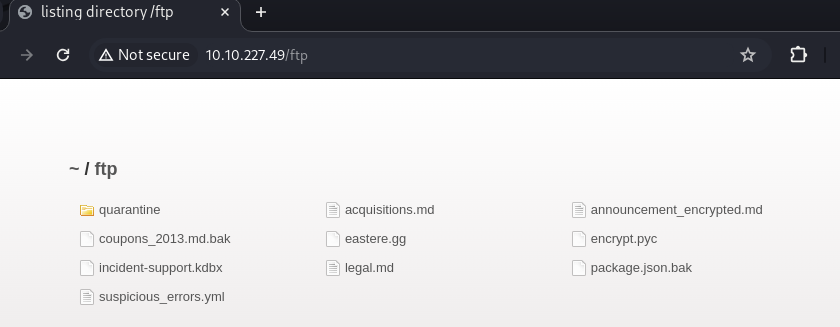 listing directory /ftp
Not secure 10.10.227.49/ftp
~ / ftp
quarantine acquisitions.md announcement_encrypted.md
coupons_2013.md.bak eastere.gg encrypt.pyc
incident-support.kdbx legal.md package.json.bak
suspicious_errors.yml